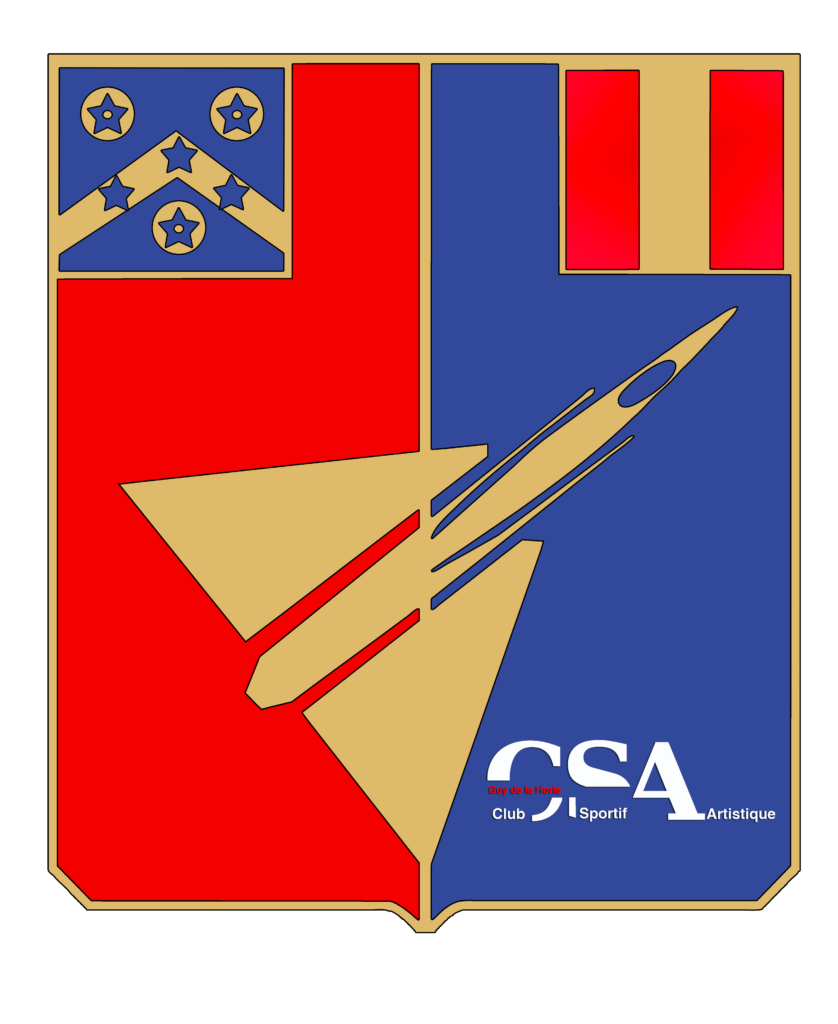 CSA
Guy de la Horie
Club Sportif Artistique